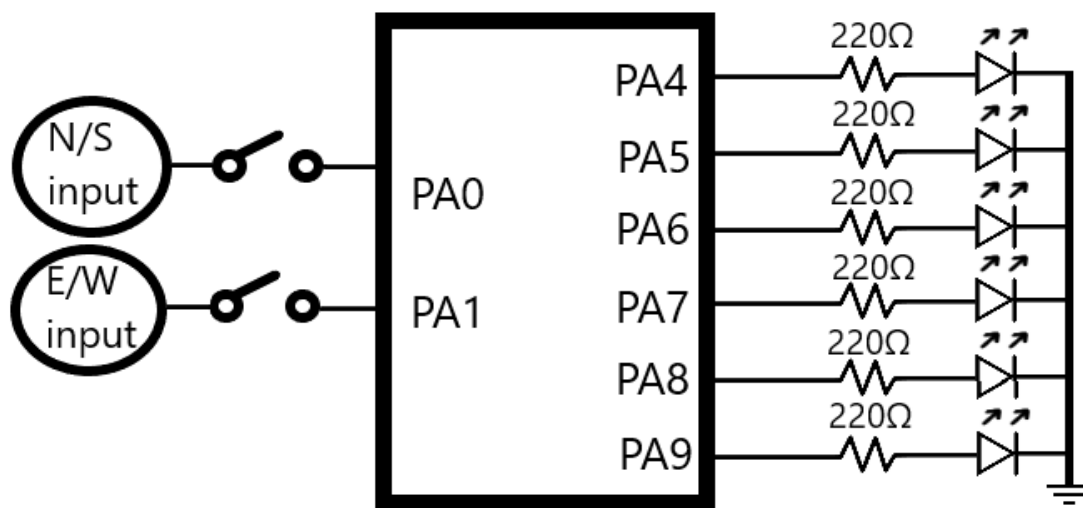 N/S
input
E/W
input
PA0
PA1
220Ω
PA4
220Ω
PA5
220Ω
PA6
220Ω
PA7
220Ω
PA8
220Ω
PA9